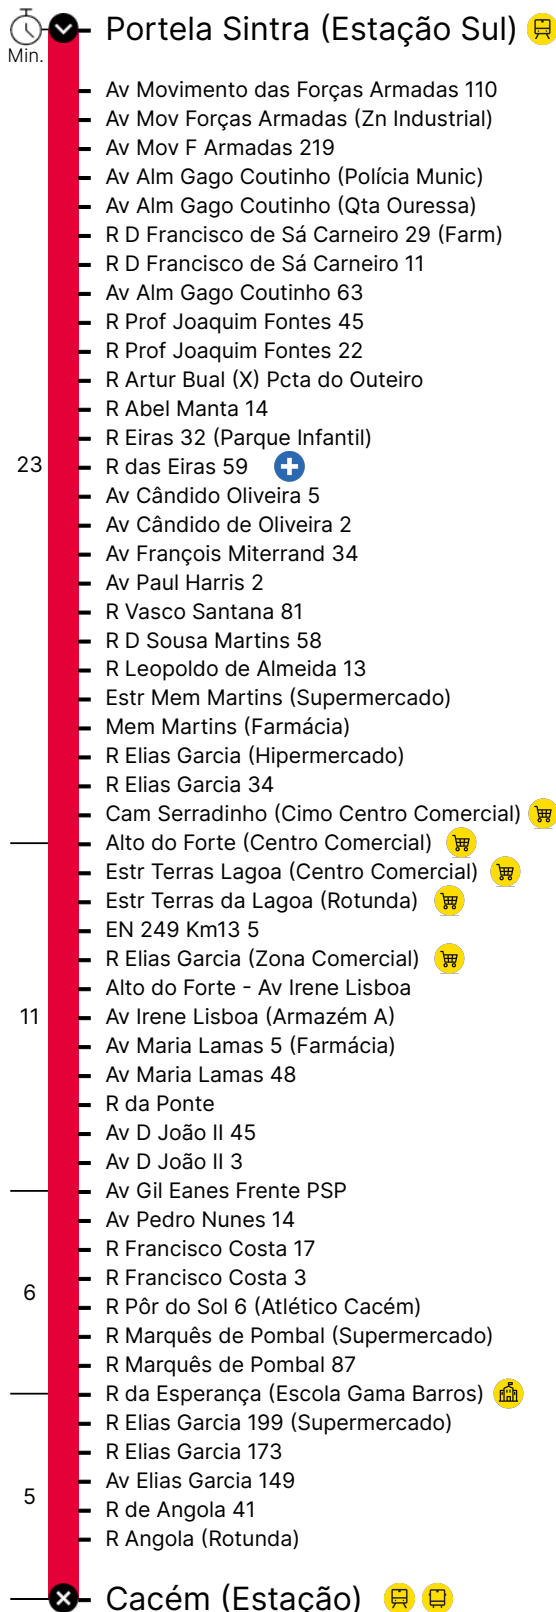 Portela Sintra (Estação Sul)
Min.
Av Movimento das Forças Armadas 110
Av Mov Forças Armadas (Zn Industrial)
Av Mov F Armadas 219
Av Alm Gago Coutinho (Polícia Munic)
Av Alm Gago Coutinho (Qta Ouressa)
R D Francisco de Sá Carneiro 29 (Farm)
R D Francisco de Sá Carneiro 11
Av Alm Gago Coutinho 63
R Prof Joaquim Fontes 45
R Prof Joaquim Fontes 22
R Artur Bual (X) Pcta do Outeiro
R Abel Manta 14
R Eiras 32 (Parque Infantil)
23 R das Eiras 59
Av Cândido Oliveira 5
Av Cândido de Oliveira 2
Av François Miterrand 34
Av Paul Harris 2
R Vasco Santana 81
R D Sousa Martins 58
R Leopoldo de Almeida 13
Estr Mem Martins (Supermercado)
Mem Martins (Farmácia)
R Elias Garcia (Hipermercado)
R Elias Garcia 34
Cam Serradinho (Cimo Centro Comercial)
Alto do Forte (Centro Comercial)
Estr Terras Lagoa (Centro Comercial)
Estr Terras da Lagoa (Rotunda)
EN 249 Km13 5
R Elias Garcia (Zona Comercial)
Alto do Forte - Av Irene Lisboa
11 Av Irene Lisboa (Armazém A)
Av Maria Lamas 5 (Farmácia)
Av Maria Lamas 48
R da Ponte
Av D João II 45
Av D João II 3
Av Gil Eanes Frente PSP
Av Pedro Nunes 14
R Francisco Costa 17
R Francisco Costa 3
6
R Pôr do Sol 6 (Atlético Cacém)
R Marquês de Pombal (Supermercado)
R Marquês de Pombal 87
R da Esperança (Escola Gama Barros)
R Elias Garcia 199 (Supermercado)
R Elias Garcia 173
Av Elias Garcia 149
5
R de Angola 41
R Angola (Rotunda)
Cacém (Estação)